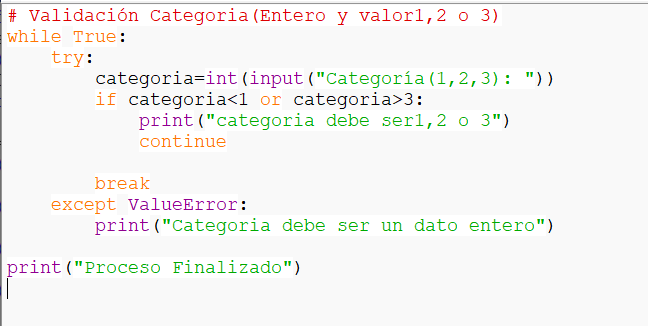 # Validación Categoria(Entero y valor1,2 o 3)
while True:
    try:
        categoria=int(input("Categoría(1,2,3): "))
        if categoria<1 or categoria>3:
            print("categoria debe ser1,2 o 3")
            continue

        break
    except ValueError:
        print("Categoria debe ser un dato entero")

print("Proceso Finalizado")